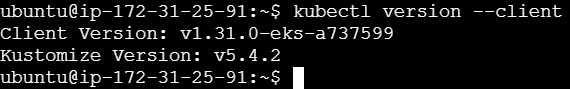 ubuntu@ip-172-31-25-91:~$ kubectl version --client
Client Version: v1.31.0-eks-a737599
Kustomize Version: v5.4.2
ubuntu@ip-172-31-25-91:~$